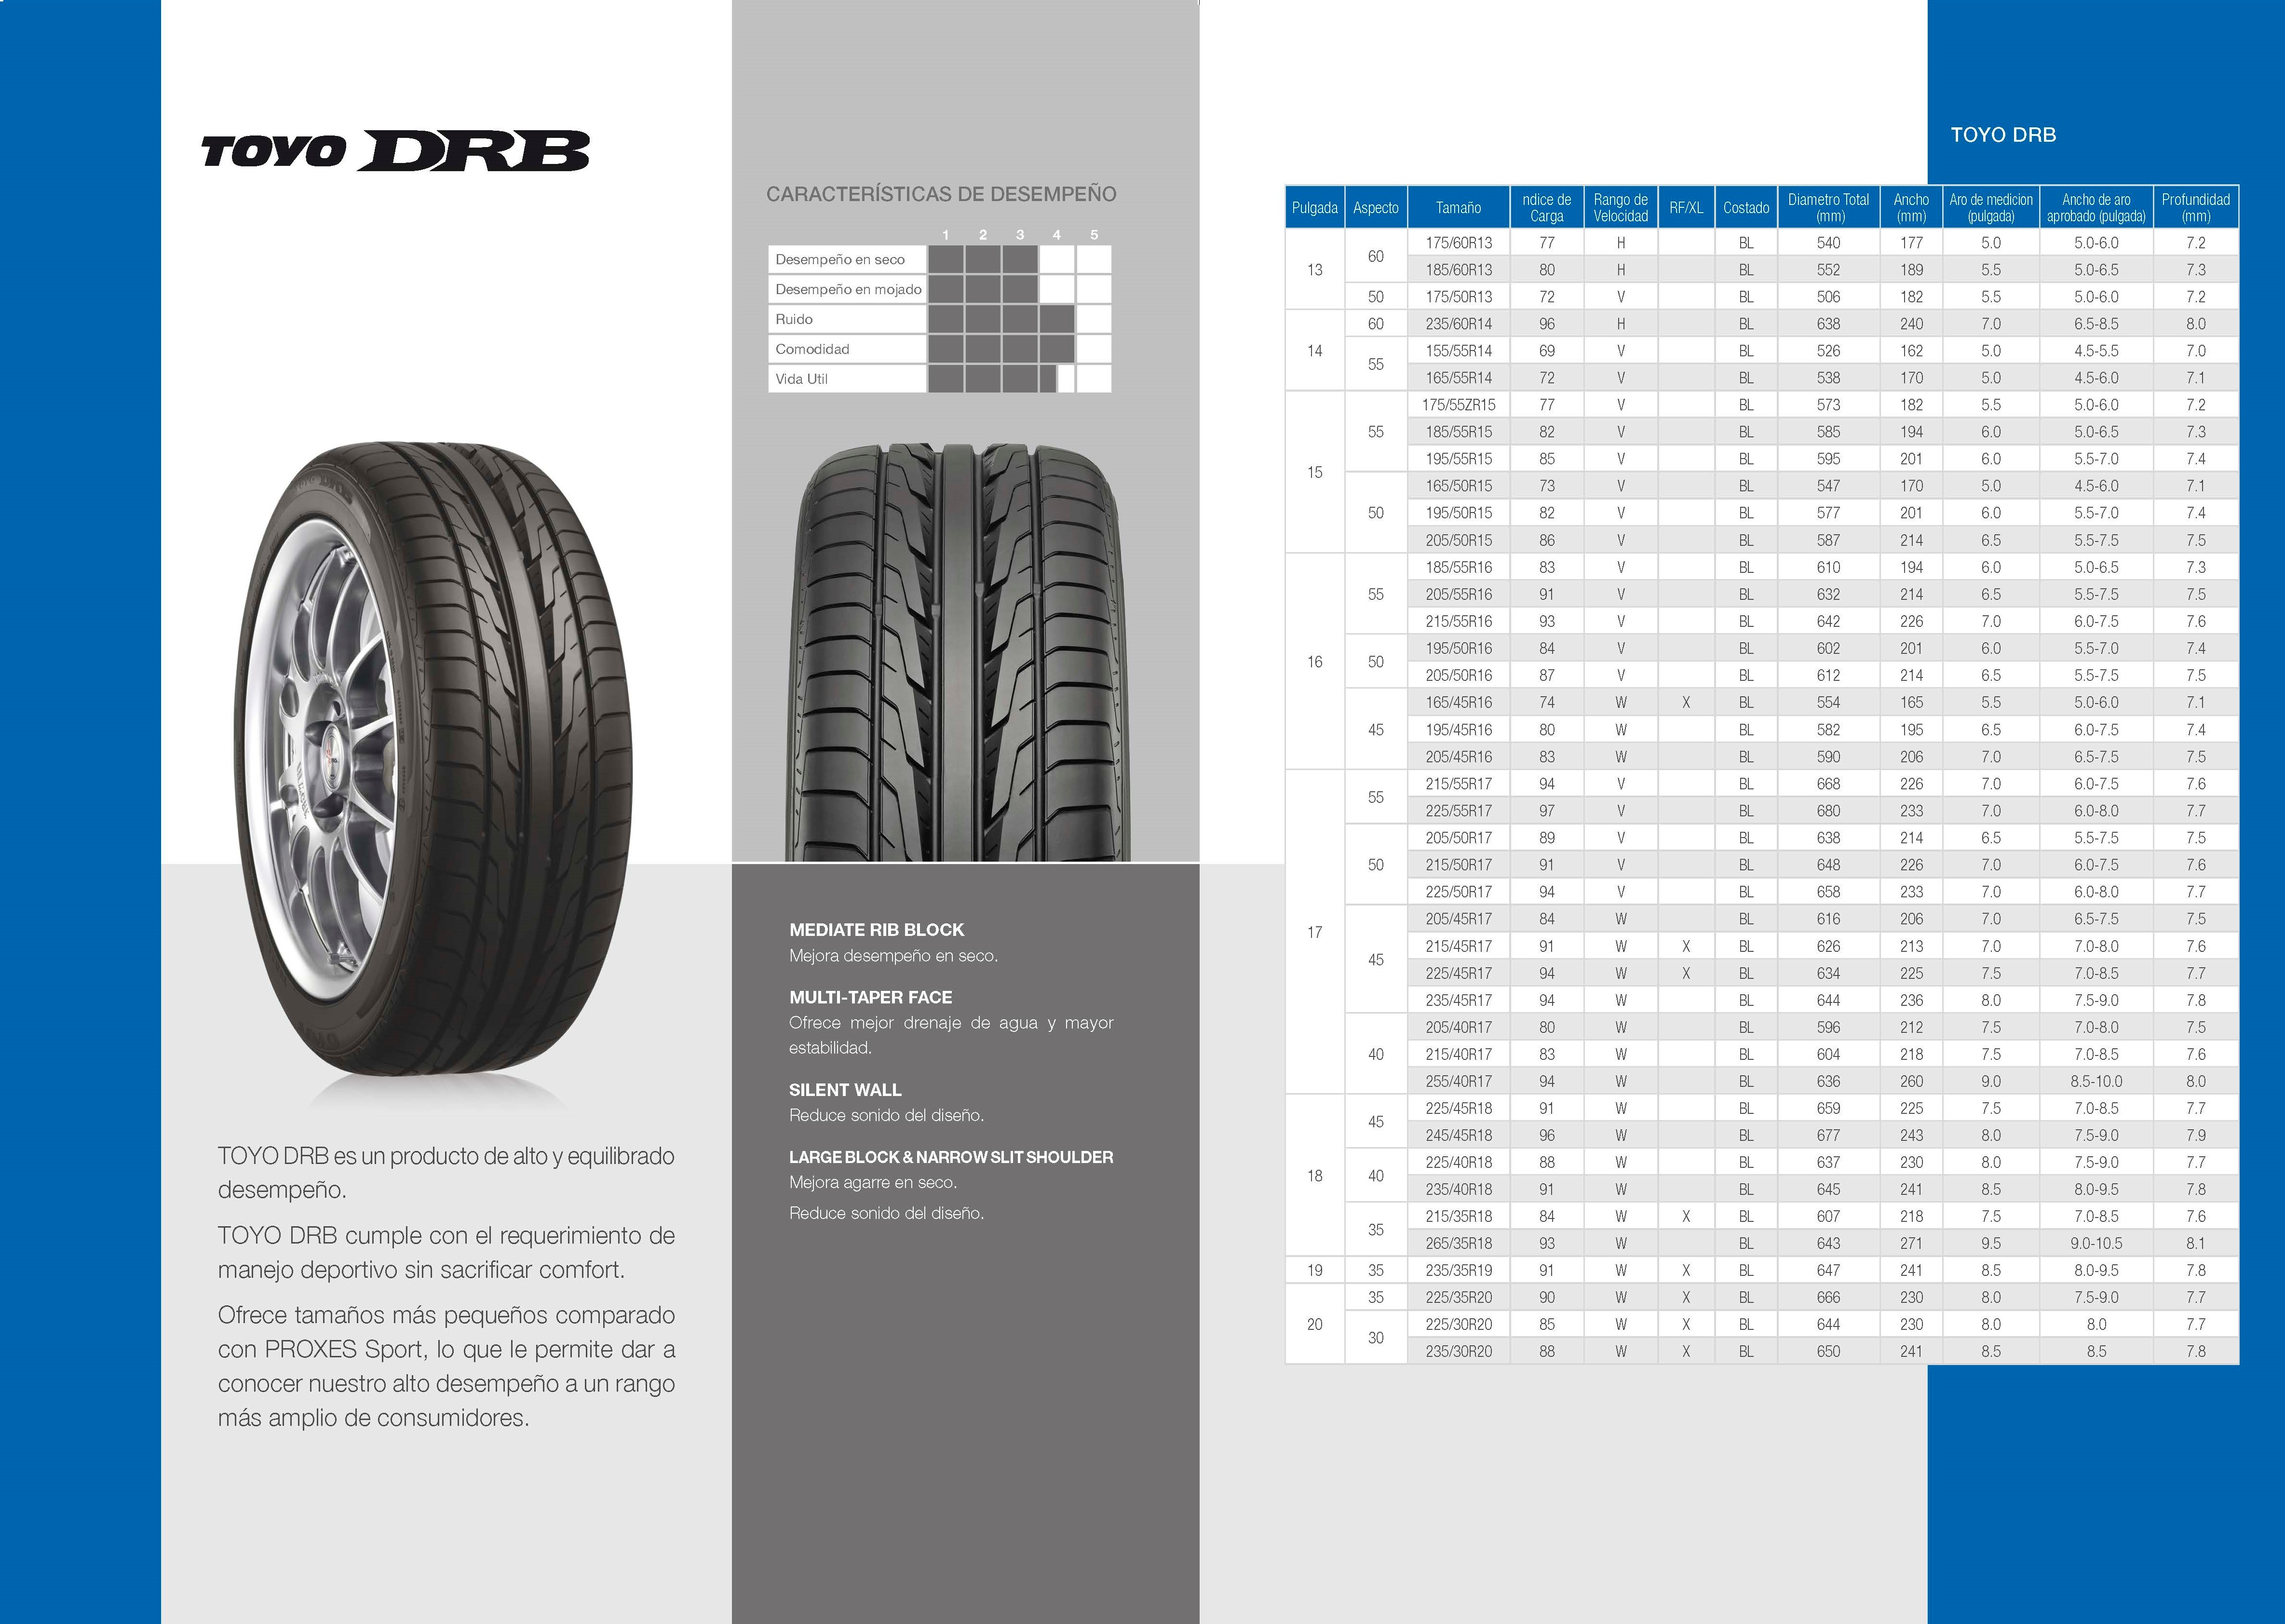 TOYO DRB
TOYO DRB es un producto de alto y equilibrado
desempeño.
TOYO DRB cumple con el requerimiento de
manejo deportivo sin sacrificar comfort.
Ofrece tamaños más pequeños comparado
con PROXES Sport, lo que le permite dar a
conocer nuestro alto desempeño a un rango
más amplio de consumidores.
CARACTERÍSTICAS DE DESEMPEÑO
1 2 3 4 5
Desempeño en seco
Desempeño en mojado
Ruido
Comodidad
Vida Util
MEDIATE RIB BLOCK
Mejora desempeño en seco.
MULTI-TAPER FACE
Ofrece mejor drenaje de agua y mayor
estabilidad.
SILENT WALL
Reduce sonido del diseño.
LARGE BLOCK & NARROW SLIT SHOULDER
Mejora agarre en seco.
Reduce sonido del diseño.
TOYO DRB
Pulgada Aspecto Tamaño ndice de Carga Rango de Velocidad RF/XL Costado Diametro Total (mm) Ancho (mm) Aro de medicion (pulgada) Ancho de aro aprobado (pulgada) Profundidad (mm)
13 60 175/60R13 77 H BL 540 177 5.0 5.0-6.0 7.2
185/60R13 80 H BL 552 189 5.5 5.0-6.5 7.3
50 175/50R13 72 V BL 506 182 5.5 5.0-6.0 7.2
14 60 235/60R14 96 H BL 638 240 7.0 6.5-8.5 8.0
55 155/55R14 69 V BL 526 162 5.0 4.5-5.5 7.0
165/55R14 72 V BL 538 170 5.0 4.5-6.0 7.1
15 55 175/55ZR15 77 V BL 573 182 5.5 5.0-6.0 7.2
185/55R15 82 V BL 585 194 6.0 5.0-6.5 7.3
195/55R15 85 V BL 595 201 6.0 5.5-7.0 7.4
50 165/50R15 73 V BL 547 170 5.0 4.5-6.0 7.1
195/50R15 82 V BL 577 201 6.0 5.5-7.0 7.4
205/50R15 86 V BL 587 214 6.5 5.5-7.5 7.5
16 55 185/55R16 83 V BL 610 194 6.0 5.0-6.5 7.3
205/55R16 91 V BL 632 214 6.5 5.5-7.5 7.5
215/55R16 93 V BL 642 226 7.0 6.0-7.5 7.6
50 195/50R16 84 V BL 602 201 6.0 5.5-7.0 7.4
205/50R16 87 V BL 612 214 6.5 5.5-7.5 7.5
45 165/45R16 74 W X BL 554 165 5.5 5.0-6.0 7.1
195/45R16 80 W BL 582 195 6.5 6.0-7.5 7.4
205/45R16 83 W BL 590 206 7.0 6.5-7.5 7.5
17 55 215/55R17 94 V BL 668 226 7.0 6.0-7.5 7.6
225/55R17 97 V BL 680 233 7.0 6.0-8.0 7.7
50 205/50R17 89 V BL 638 214 6.5 5.5-7.5 7.5
215/50R17 91 V BL 648 226 7.0 6.0-7.5 7.6
225/50R17 94 V BL 658 233 7.0 6.0-8.0 7.7
45 205/45R17 84 W BL 616 206 7.0 6.5-7.5 7.5
215/45R17 91 W X BL 626 213 7.0 7.0-8.0 7.6
225/45R17 94 W X BL 634 225 7.5 7.0-8.5 7.7
235/45R17 94 W BL 644 236 8.0 7.5-9.0 7.8
40 205/40R17 80 W BL 596 212 7.5 7.0-8.0 7.5
215/40R17 83 W BL 604 218 7.5 7.0-8.5 7.6
255/40R17 94 W BL 636 260 9.0 8.5-10.0 8.0
18 45 225/45R18 91 W BL 659 225 7.5 7.0-8.5 7.7
245/45R18 96 W BL 677 243 8.0 7.5-9.0 7.9
40 225/40R18 88 W BL 637 230 8.0 7.5-9.0 7.7
235/40R18 91 W BL 645 241 8.5 8.0-9.5 7.8
35 215/35R18 84 W X BL 607 218 7.5 7.0-8.5 7.6
265/35R18 93 W BL 643 271 9.5 9.0-10.5 8.1
19 35 235/35R19 91 W X BL 647 241 8.5 8.0-9.5 7.8
20 35 225/35R20 90 W X BL 666 230 8.0 7.5-9.0 7.7
30 225/30R20 85 W X BL 644 230 8.0 8.0 7.7
235/30R20 88 W X BL 650 241 8.5 8.5 7.8